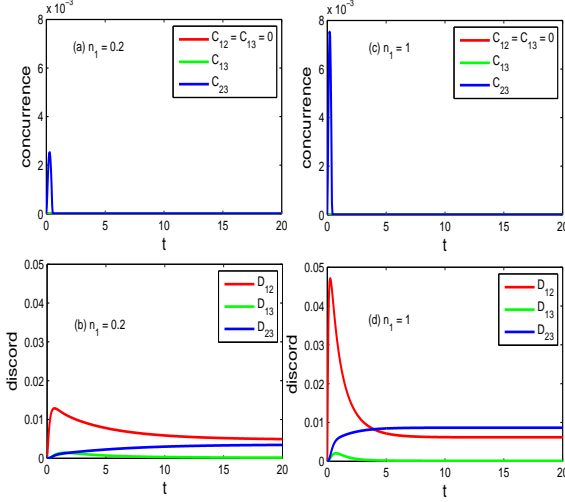 x 10⁻³
8
6
4
2
0
0 5 10 15 20
concurrence
t
(a) n₁ = 0.2
C₁₂ = C₁₃ = 0
C₁₃
C₂₃
x 10⁻³
8
6
4
2
0
0 5 10 15 20
concurrence
t
(c) n₁ = 1
C₁₂ = C₁₃ = 0
C₁₃
C₂₃
0.05
0.04
0.03
0.02
0.01
0
0 5 10 15 20
discord
t
(b) n₁ = 0.2
D₁₂
D₁₃
D₂₃
0.05
0.04
0.03
0.02
0.01
0
0 5 10 15 20
discord
t
(d) n₁ = 1
D₁₂
D₁₃
D₂₃